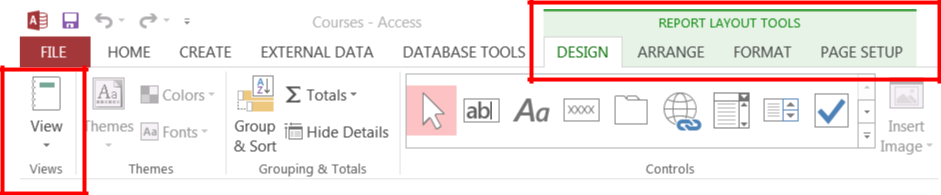 Courses - Access
REPORT LAYOUT TOOLS
FILE HOME CREATE EXTERNAL DATA DATABASE TOOLS DESIGN ARRANGE FORMAT PAGE SETUP
View
Views
Aa
Themes
Colors
Aa Fonts
Themes
A
Z
Group
& Sort
Σ Totals
Hide Details
Grouping & Totals
ab
Aa
XXXX
Controls
Insert
Image